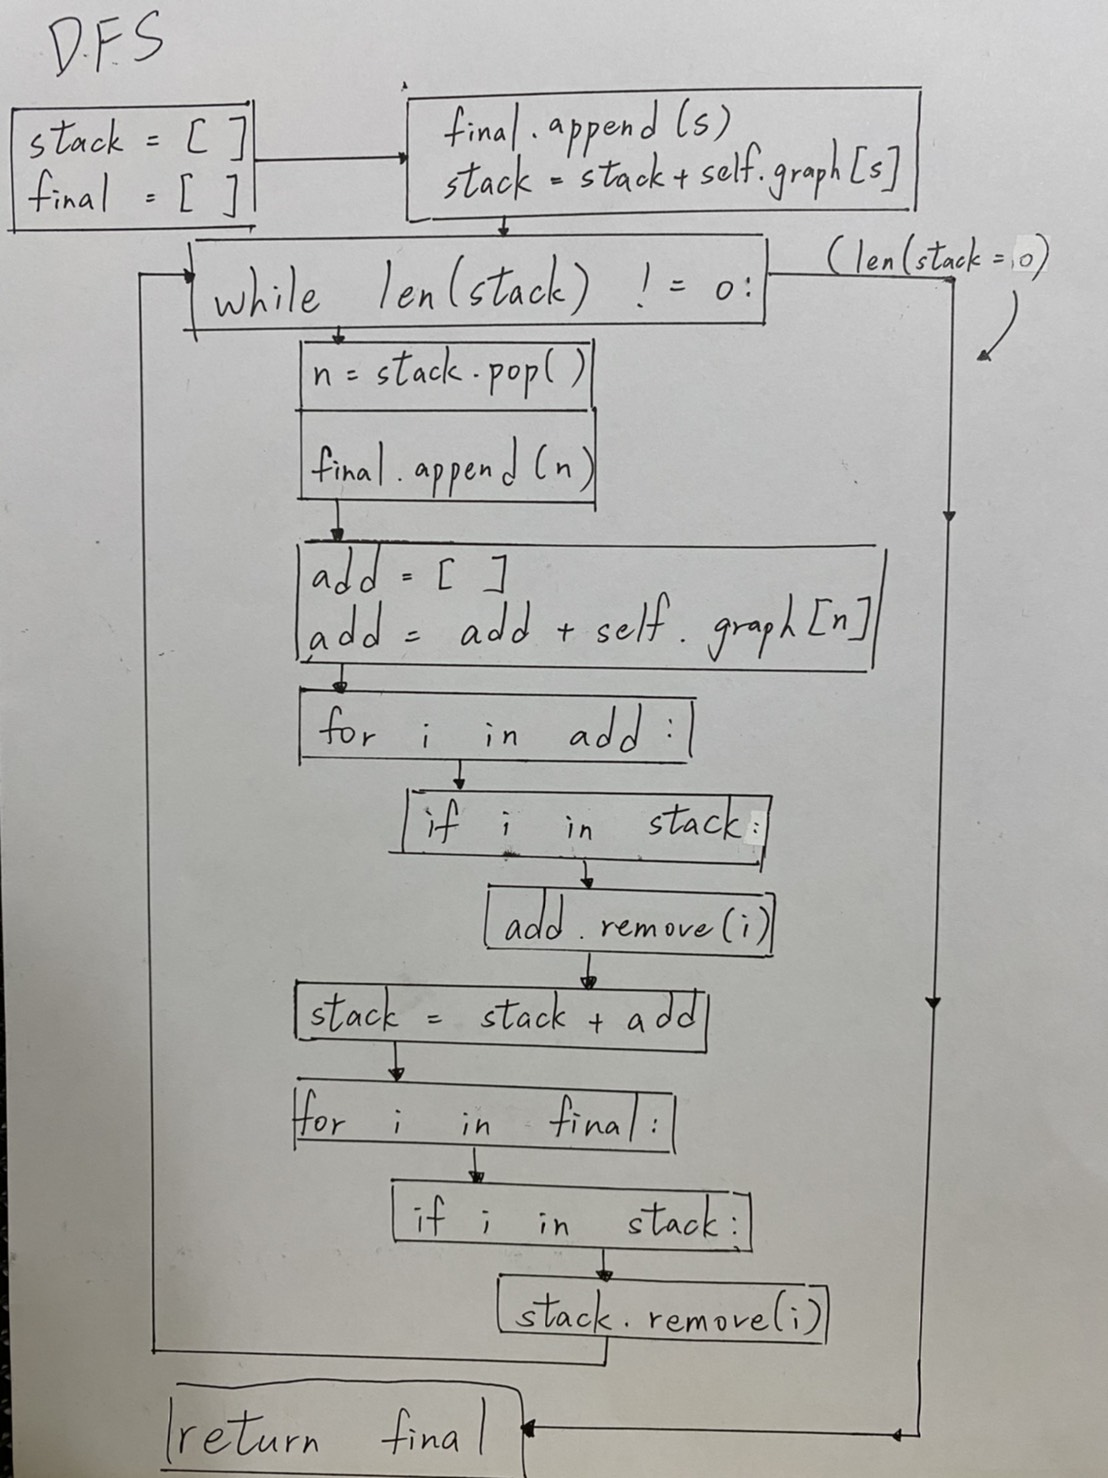 D.F.S
stack = [ ]
final = [ ]
final.append(s)
stack = stack + self.graph[s]
while len(stack) != 0:
(len(stack = 0)
n = stack.pop()
final.append(n)
add = [ ]
add = add + self.graph[n]
for i in add:
if i in stack:
add.remove(i)
stack = stack + add
for i in final:
if i in stack:
stack.remove(i)
return final